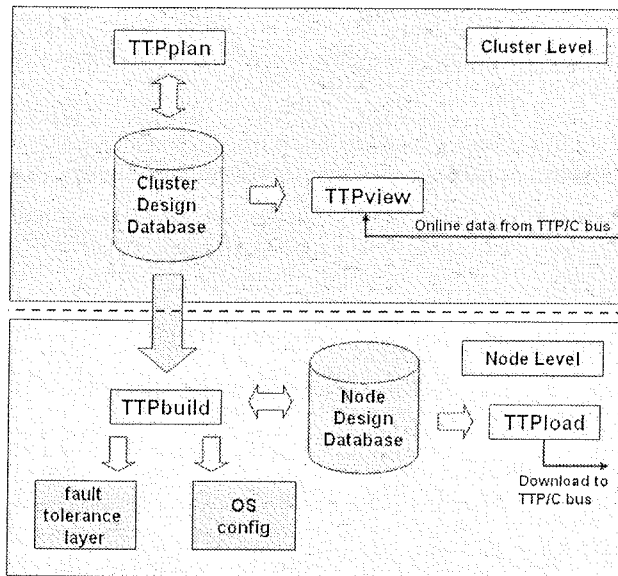 TTPplan
Cluster Level
Cluster
Design
Database
TTPview
Online data from TTP/C bus
Node Level
TTPbuild
Node
Design
Database
TTPload
Download to
TTP/C bus
fault
tolerance
layer
OS
config